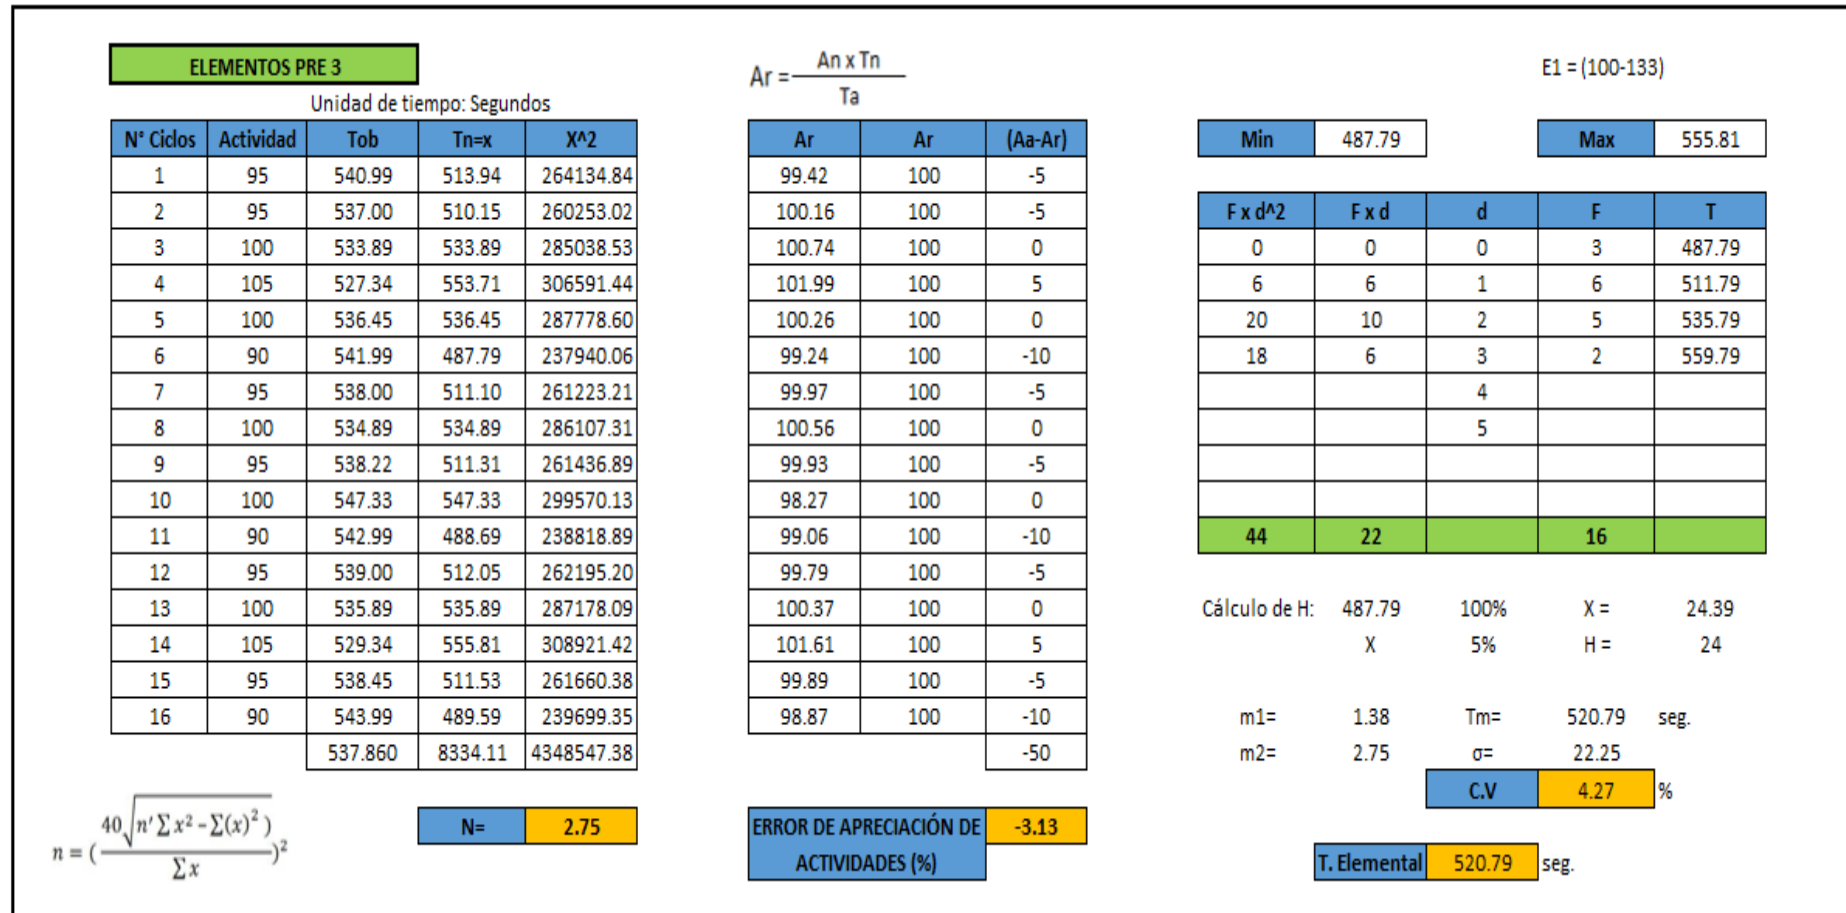 ELEMENTOS PRE 3
Unidad de tiempo: Segundos
N° Ciclos Actividad Tob Tn=x X^2
1 95 540.99 513.94 264134.84
2 95 537.00 510.15 260253.02
3 100 533.89 533.89 285038.53
4 105 527.34 553.71 306591.44
5 100 536.45 536.45 287778.60
6 90 541.99 487.79 237940.06
7 95 538.00 511.10 261223.21
8 100 534.89 534.89 286107.31
9 95 538.22 511.31 261436.89
10 100 547.33 547.33 299570.13
11 90 542.99 488.69 238818.89
12 95 539.00 512.05 262195.20
13 100 535.89 535.89 287178.09
14 105 529.34 555.81 308921.42
15 95 538.45 511.53 261660.38
16 90 543.99 489.59 239699.35
537.860 8334.11 4348547.38
n = (40√(n'∑x² - ∑(x)²) / ∑x)²
N= 2.75
Ar = An x Tn / Ta
Ar Ar (Aa-Ar)
99.42 100 -5
100.16 100 -5
100.74 100 0
101.99 100 5
100.26 100 0
99.24 100 -10
99.97 100 -5
100.56 100 0
99.93 100 -5
98.27 100 0
99.06 100 -10
99.79 100 -5
100.37 100 0
101.61 100 5
99.89 100 -5
98.87 100 -10
-50
ERROR DE APRECIACIÓN DE -3.13
ACTIVIDADES (%)
E1 = (100-133)
Min 487.79 Max 555.81
F x d^2 F x d d F T
0 0 0 3 487.79
6 6 1 6 511.79
20 10 2 5 535.79
18 6 3 2 559.79
4
5
44 22 16
Cálculo de H: 487.79 100% X = 24.39
X 5% H = 24
m1= 1.38 Tm= 520.79 seg.
m2= 2.75 σ= 22.25
C.V 4.27 %
T. Elemental 520.79 seg.